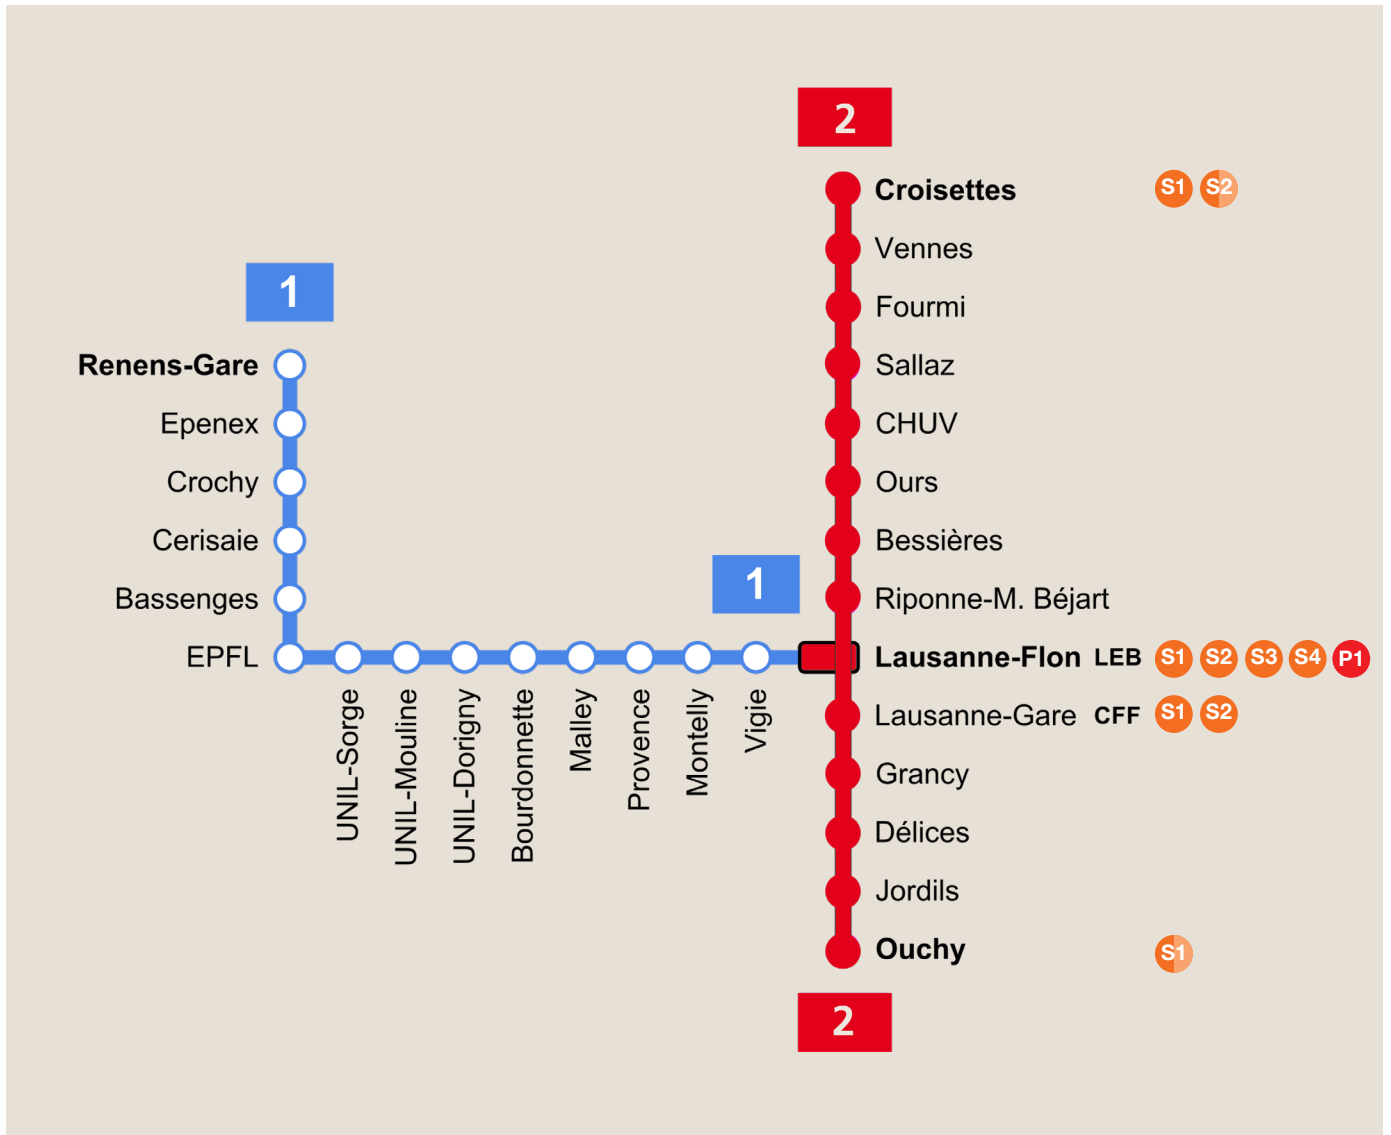 2
Croisettes S1 S2
Vennes
1
Fourmi
Renens-Gare
Sallaz
Epenex
CHUV
Crochy
Ours
Cerisaie
Bessières
1
Bassenges
Riponne-M. Béjart
EPFL
Lausanne-Flon LEB S1 S2 S3 S4 P1
UNIL-Sorge
UNIL-Mouline
UNIL-Dorigny
Bourdonnette
Malley
Provence
Montelly
Vigie
Lausanne-Gare CFF S1 S2
Grancy
Délices
Jordils
Ouchy S1
2